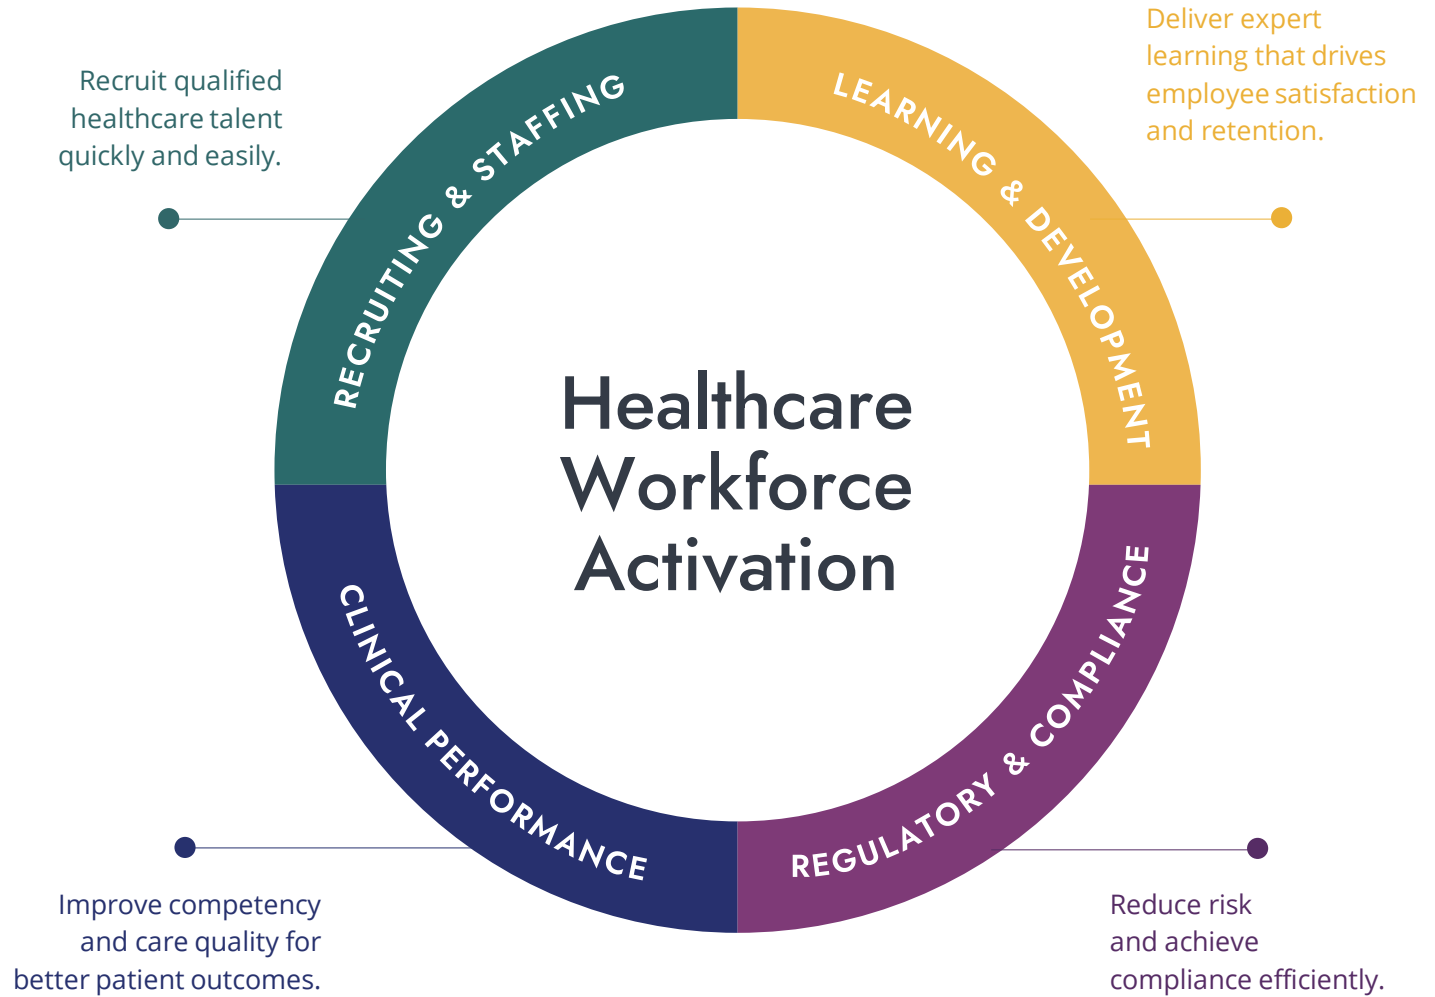 Recruit qualified
healthcare talent
quickly and easily.
RECRUITING & STAFFING
Deliver expert
learning that drives
employee satisfaction
and retention.
LEARNING & DEVELOPMENT
Healthcare
Workforce
Activation
CLINICAL PERFORMANCE
Improve competency
and care quality for
better patient outcomes.
REGULATORY & COMPLIANCE
Reduce risk
and achieve
compliance efficiently.